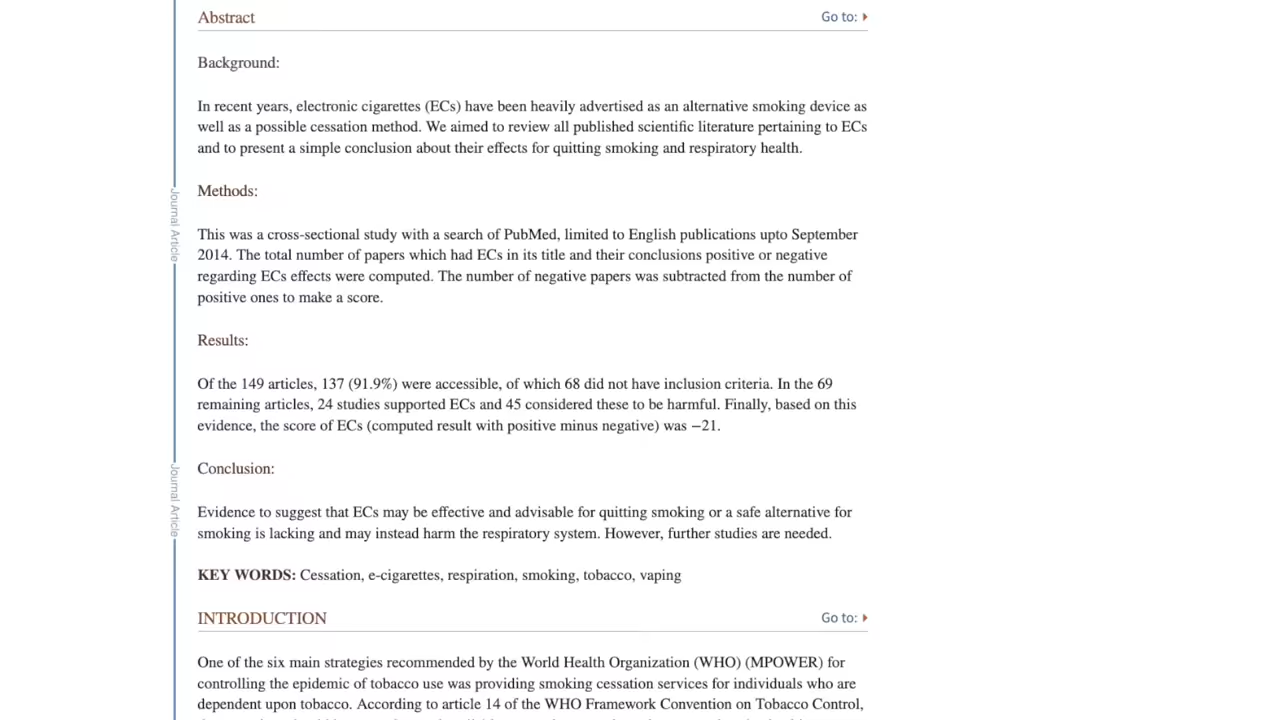 Abstract
Go to:
Background:
In recent years, electronic cigarettes (ECs) have been heavily advertised as an alternative smoking device as
well as a possible cessation method. We aimed to review all published scientific literature pertaining to ECs
and to present a simple conclusion about their effects for quitting smoking and respiratory health.
Methods:
This was a cross-sectional study with a search of PubMed, limited to English publications upto September
2014. The total number of papers which had ECs in its title and their conclusions positive or negative
regarding ECs effects were computed. The number of negative papers was subtracted from the number of
positive ones to make a score.
Results:
Of the 149 articles, 137 (91.9%) were accessible, of which 68 did not have inclusion criteria. In the 69
remaining articles, 24 studies supported ECs and 45 considered these to be harmful. Finally, based on this
evidence, the score of ECs (computed result with positive minus negative) was −21.
Conclusion:
Evidence to suggest that ECs may be effective and advisable for quitting smoking or a safe alternative for
smoking is lacking and may instead harm the respiratory system. However, further studies are needed.
KEY WORDS: Cessation, e-cigarettes, respiration, smoking, tobacco, vaping
INTRODUCTION
Go to:
One of the six main strategies recommended by the World Health Organization (WHO) (MPOWER) for
controlling the epidemic of tobacco use was providing smoking cessation services for individuals who are
dependent upon tobacco. According to article 14 of the WHO Framework Convention on Tobacco Control,
Journal Article
Journal Article